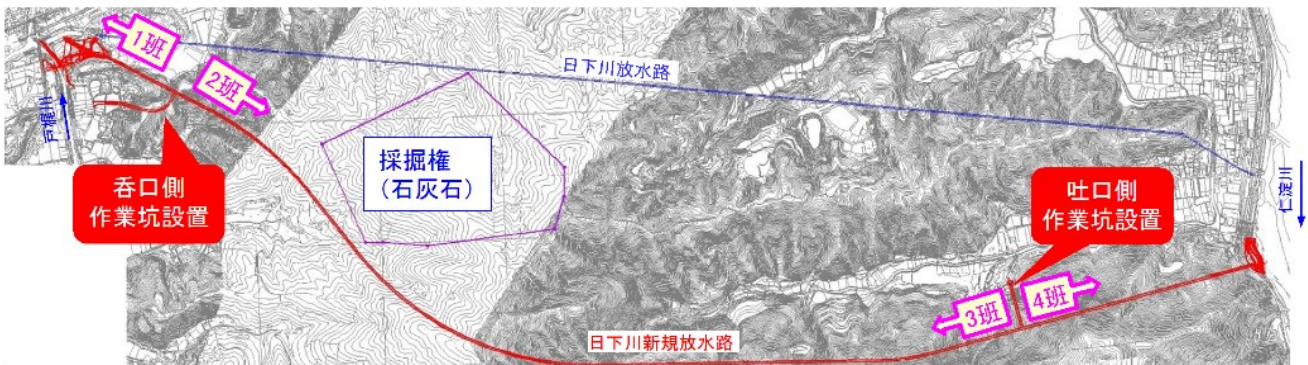 1班
2班
戸梶川
日下川放水路
採掘権
（石灰石）
呑口側
作業坑設置
吐口側
作業坑設置
仁淀川
3班
4班
日下川新規放水路